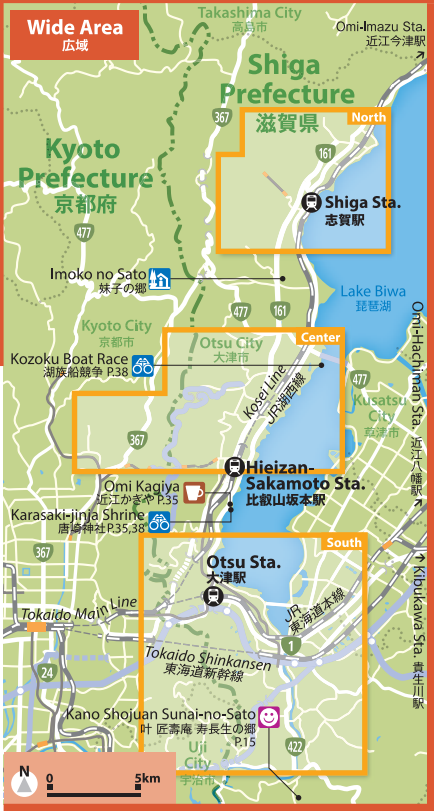 Wide Area
広域
Takashima City
高島市
Omi-Imazu Sta.
近江今津駅
Shiga
Prefecture
滋賀県
367
North
161
Kyoto
Prefecture
京都府
477
Shiga Sta.
志賀駅
Imoko no Sato
妹子の郷
Lake Biwa
琵琶湖
477
161
Kyoto City
京都市
Otsu City
大津市
Center
Kozoku Boat Race
湖族船競争 P.38
Kosei Line
JR湖西線
477
Kusatsu
City
草津市
Omi-Hachiman Sta. 近江八幡駅
367
Hieizan-
Sakamoto Sta.
比叡山坂本駅
Omi Kagiya
近江かぎや P.35
Karasaki-jinja Shrine
唐崎神社 P.35,38
South
367
Otsu Sta.
大津駅
Tokaido Main Line
JR
東海道本線
Kibukawa Sta. 貴生川駅
1
Tokaido Shinkansen
東海道新幹線
24
Kano Shojuan Sunai-no-Sato
叶 匠壽庵 寿長生の郷
P.15
422
Uji
City
宇治市
N
0 5km